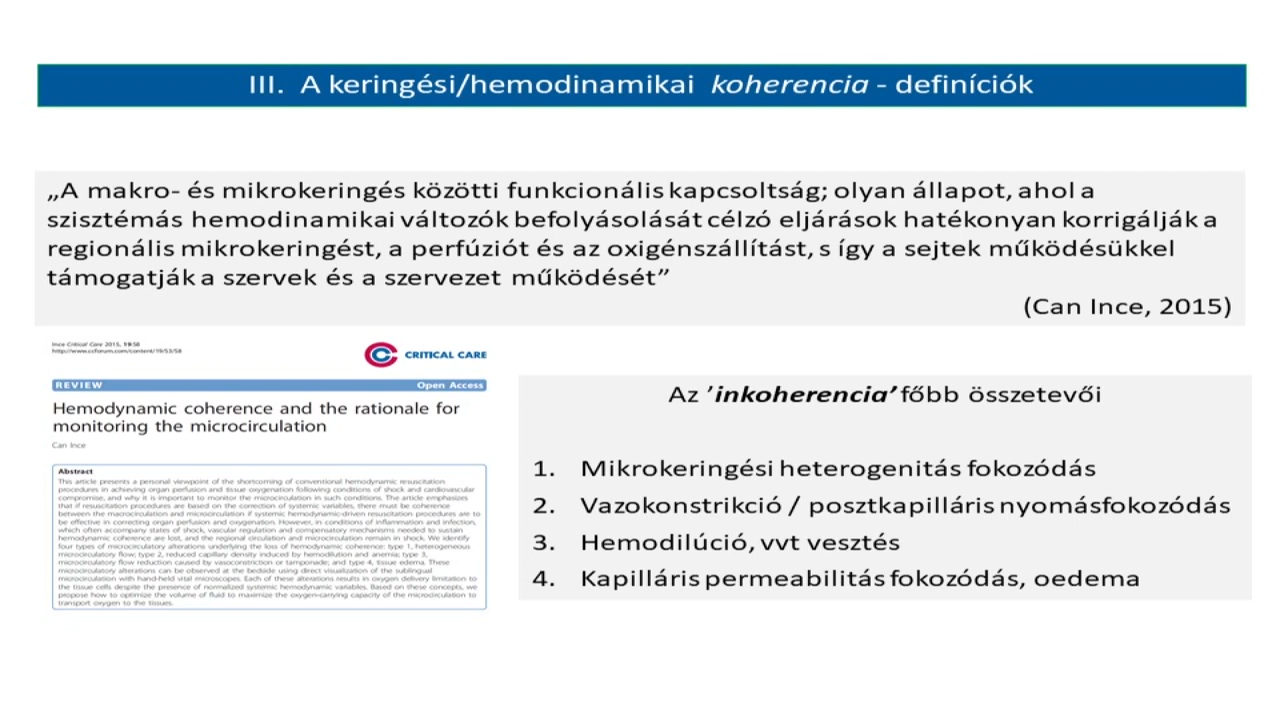 III. A keringési/hemodinamikai koherencia - definíciók
„A makro- és mikrokeringés közötti funkcionális kapcsoltság; olyan állapot, ahol a
szisztémás hemodinamikai változók befolyásolását célzó eljárások hatékonyan korrigálják a
regionális mikrokeringést, a perfúziót és az oxigénszállítást, s így a sejtek működésükkel
támogatják a szervek és a szervezet működését”
(Can Ince, 2015)
Ince Critical Care 2015, 19:S8
http://www.ccforum.com/content/19/S3/S8
CRITICAL CARE
REVIEW Open Access
Hemodynamic coherence and the rationale for
monitoring the microcirculation
Can Ince
Abstract
This article presents a personal viewpoint of the shortcoming of conventional hemodynamic resuscitation
procedures in achieving organ perfusion and tissue oxygenation following conditions of shock and cardiovascular
compromise, and why it is important to monitor the microcirculation in such conditions. The article emphasizes
that if resuscitation procedures are based on the correction of systemic variables, there must be coherence
between the macrocirculation and microcirculation if systemic hemodynamic-driven resuscitation procedures are to
be effective in correcting organ perfusion and oxygenation. However, in conditions of inflammation and infection,
which often accompany states of shock, vascular regulation and compensatory mechanisms needed to sustain
hemodynamic coherence are lost, and the regional circulation and microcirculation remain in shock. We identify
four types of microcirculatory alterations underlying the loss of hemodynamic coherence: type 1, heterogeneous
microcirculatory flow; type 2, reduced capillary density induced by hemodilution and anemia; type 3,
microcirculatory flow reduction caused by vasoconstriction or tamponade; and type 4, tissue edema. These
microcirculatory alterations can be observed at the bedside using direct visualization of the sublingual
microcirculation with hand-held vital microscopes. Each of these alterations results in oxygen delivery limitation to
the tissue cells despite the presence of normalized systemic hemodynamic variables. Based on these concepts, we
propose how to optimize the volume of fluid to maximize the oxygen-carrying capacity of the microcirculation to
transport oxygen to the tissues.
Az ’inkoherencia’ főbb összetevői
1. Mikrokeringési heterogenitás fokozódás
2. Vazokonstrikció / posztkapilláris nyomásfokozódás
3. Hemodilúció, vvt vesztés
4. Kapilláris permeabilitás fokozódás, oedema